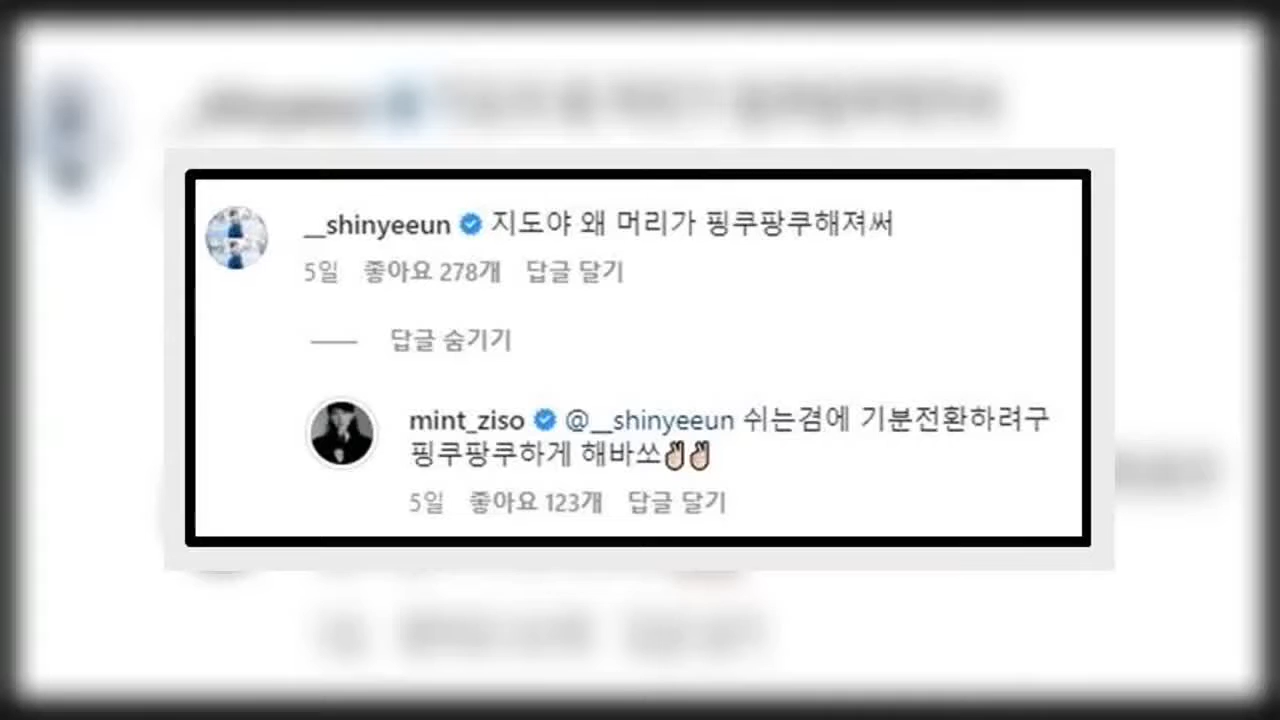 __shinyeeun 지도야 왜 머리가 핑쿠팡쿠해져써
5일 좋아요 278개 답글 달기
답글 숨기기
mint_ziso @__shinyeeun 쉬는겸에 기분전환하려구
핑쿠팡쿠하게 해바쏘✌🏻✌🏻
5일 좋아요 123개 답글 달기